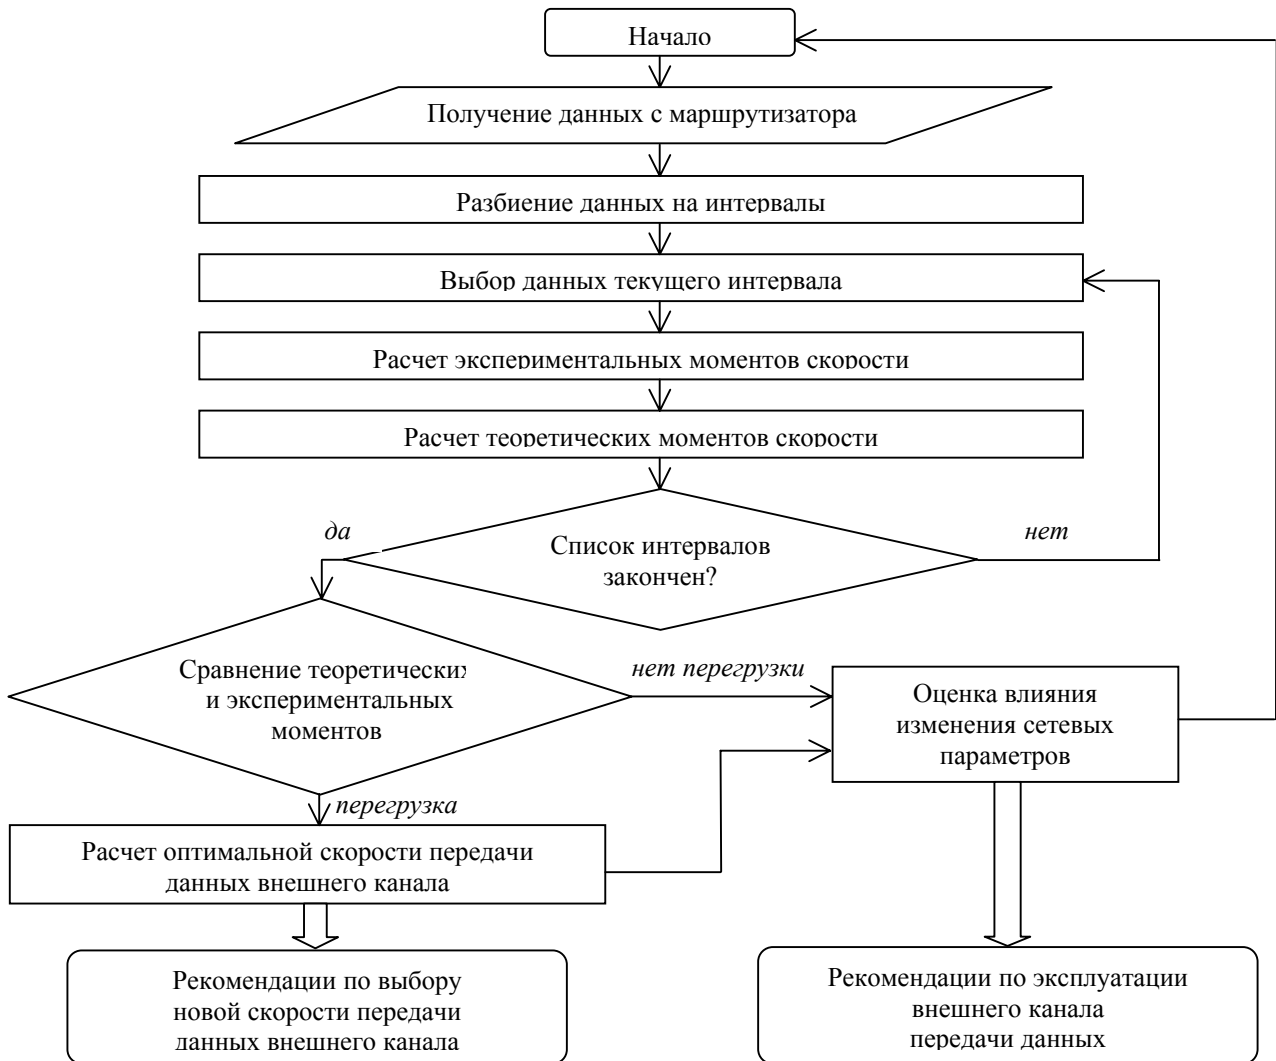 Начало
Получение данных с маршрутизатора
Разбиение данных на интервалы
Выбор данных текущего интервала
Расчет экспериментальных моментов скорости
Расчет теоретических моментов скорости
да
Список интервалов
закончен?
нет
Сравнение теоретических
и экспериментальных
моментов
нет перегрузки
Оценка влияния
изменения сетевых
параметров
перегрузка
Расчет оптимальной скорости передачи
данных внешнего канала
Рекомендации по выбору
новой скорости передачи
данных внешнего канала
Рекомендации по эксплуатации
внешнего канала
передачи данных